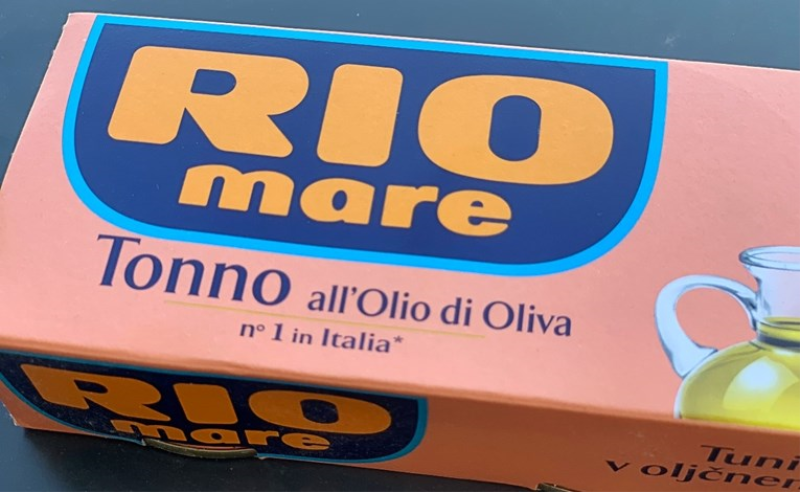 RIO
mare
Tonno all'Olio di Oliva
n° 1 in Italia*
RIO
mare
v